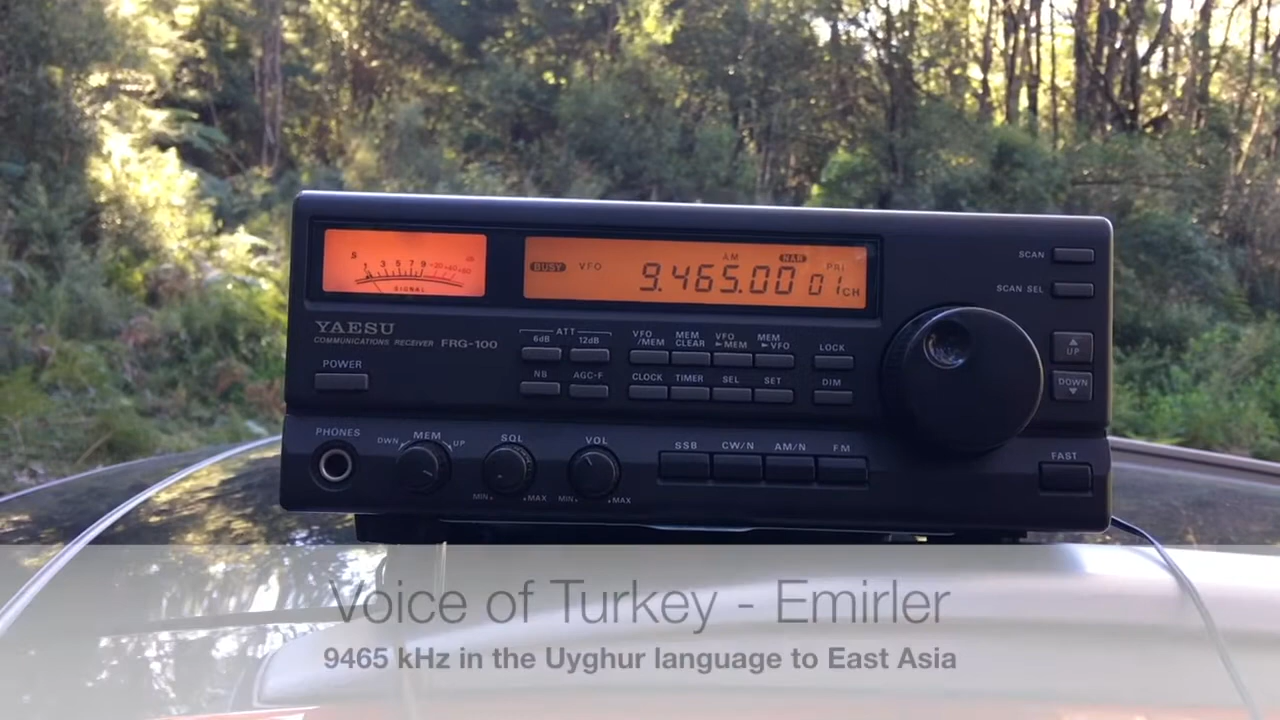 S 1 3 5 7 9 +20 +40 +60 dB
SIGNAL
BUSY VFO AM NAR PRI
9.465.00 01CH
SCAN
SCAN SEL
YAESU
COMMUNICATIONS RECEIVER FRG-100
ATT
6dB 12dB
VFO/MEM MEM CLEAR VFO►MEM MEM►VFO LOCK
UP
POWER
NB AGC-F CLOCK TIMER SEL SET DIM
DOWN
PHONES DWN MEM UP SQL VOL SSB CW/N AM/N FM FAST
MIN MAX MIN MAX
Voice of Turkey - Emirler
9465 kHz in the Uyghur language to East Asia